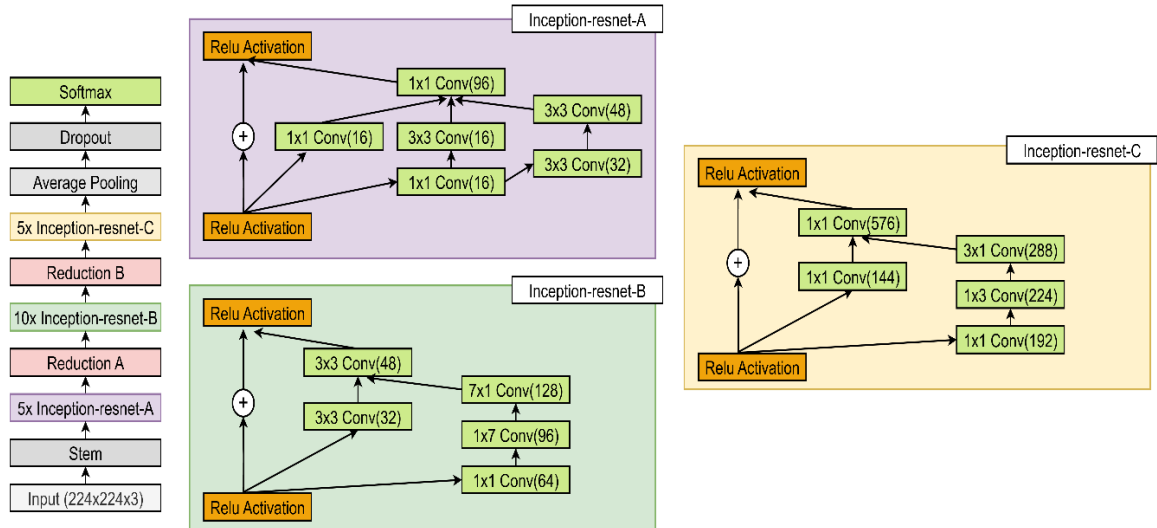 Softmax
Dropout
Average Pooling
5x Inception-resnet-C
Reduction B
10x Inception-resnet-B
Reduction A
5x Inception-resnet-A
Stem
Input (224x224x3)
Inception-resnet-A
Relu Activation
1x1 Conv(96)
3x3 Conv(48)
+
1x1 Conv(16)
3x3 Conv(16)
3x3 Conv(32)
1x1 Conv(16)
Relu Activation
Inception-resnet-B
Relu Activation
3x3 Conv(48)
7x1 Conv(128)
+
3x3 Conv(32)
1x7 Conv(96)
1x1 Conv(64)
Relu Activation
Inception-resnet-C
Relu Activation
1x1 Conv(576)
3x1 Conv(288)
+
1x1 Conv(144)
1x3 Conv(224)
1x1 Conv(192)
Relu Activation